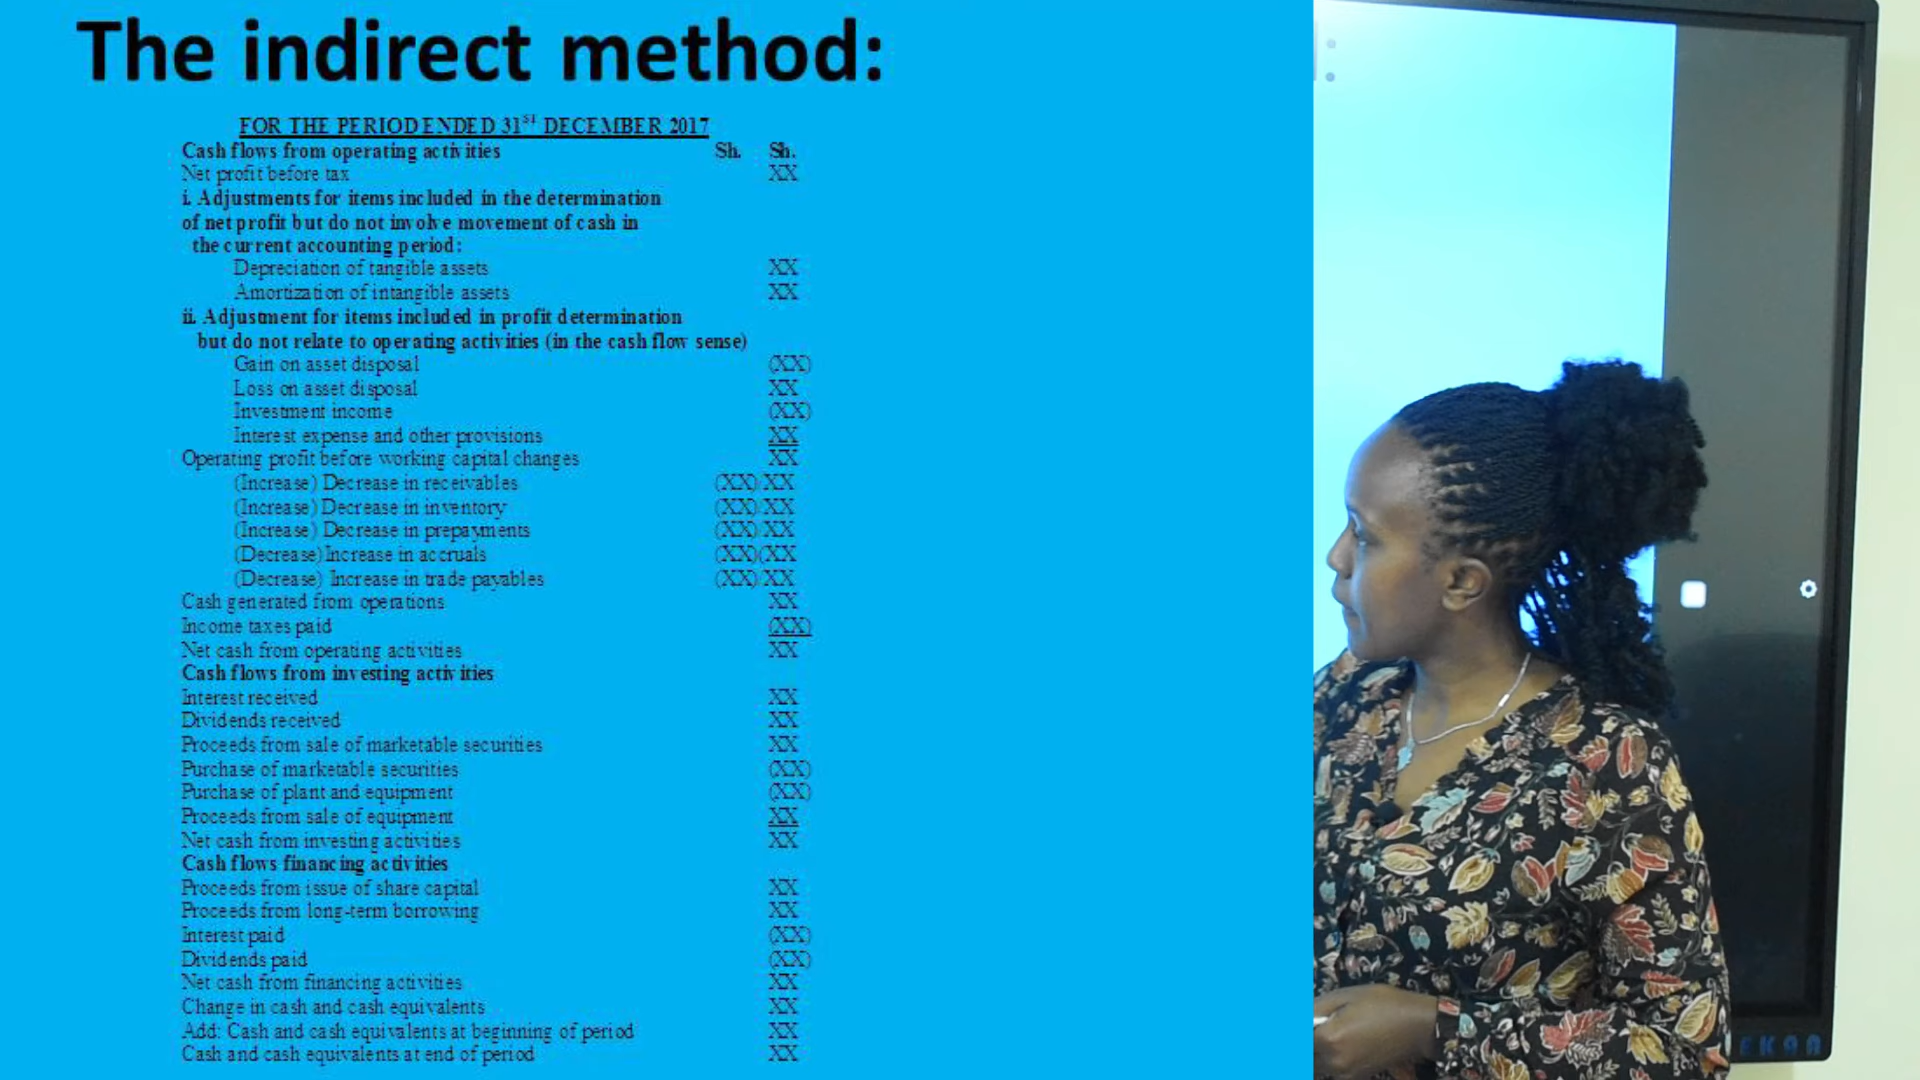 The indirect method:
FOR THE PERIOD ENDED 31ST DECEMBER 2017
Cash flows from operating activities Sh. Sh.
Net profit before tax XX
i. Adjustments for items included in the determination
of net profit but do not involve movement of cash in
the current accounting period:
Depreciation of tangible assets XX
Amortization of intangible assets XX
ii. Adjustment for items included in profit determination
but do not relate to operating activities (in the cash flow sense)
Gain on asset disposal (XX)
Loss on asset disposal XX
Investment income (XX)
Interest expense and other provisions XX
Operating profit before working capital changes XX
(Increase) Decrease in receivables (XX) XX
(Increase) Decrease in inventory (XX) XX
(Increase) Decrease in prepayments (XX) XX
(Decrease) Increase in accruals (XX)(XX
(Decrease) Increase in trade payables (XX) XX
Cash generated from operations XX
Income taxes paid (XX)
Net cash from operating activities XX
Cash flows from investing activities
Interest received XX
Dividends received XX
Proceeds from sale of marketable securities XX
Purchase of marketable securities (XX)
Purchase of plant and equipment (XX)
Proceeds from sale of equipment XX
Net cash from investing activities XX
Cash flows financing activities
Proceeds from issue of share capital XX
Proceeds from long-term borrowing XX
Interest paid (XX)
Dividends paid (XX)
Net cash from financing activities XX
Change in cash and cash equivalents XX
Add: Cash and cash equivalents at beginning of period XX
Cash and cash equivalents at end of period XX